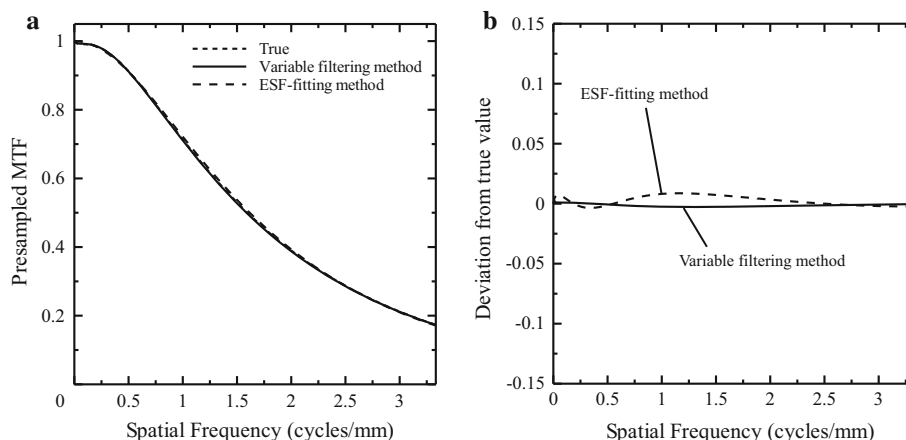 a
1
0.8
0.6
0.4
0.2
0
0.5
1
1.5
2
2.5
3
Presampled MTF
Spatial Frequency (cycles/mm)
True
Variable filtering method
ESF-fitting method
b
0.15
0.1
0.05
0
-0.05
-0.1
-0.15
0
0.5
1
1.5
2
2.5
3
Deviation from true value
Spatial Frequency (cycles/mm)
ESF-fitting method
Variable filtering method